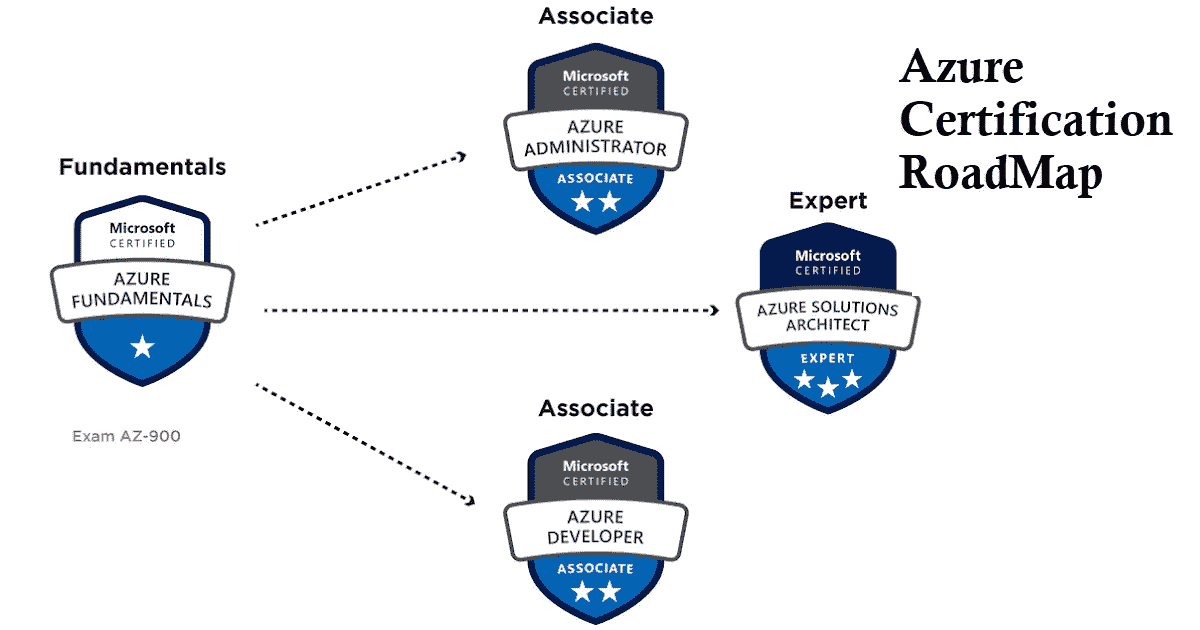 Azure
Certification
RoadMap
Fundamentals
Microsoft
CERTIFIED
AZURE
FUNDAMENTALS
Exam AZ-900
Associate
Microsoft
CERTIFIED
AZURE
ADMINISTRATOR
ASSOCIATE
Expert
Microsoft
CERTIFIED
AZURE SOLUTIONS
ARCHITECT
EXPERT
Associate
Microsoft
CERTIFIED
AZURE
DEVELOPER
ASSOCIATE